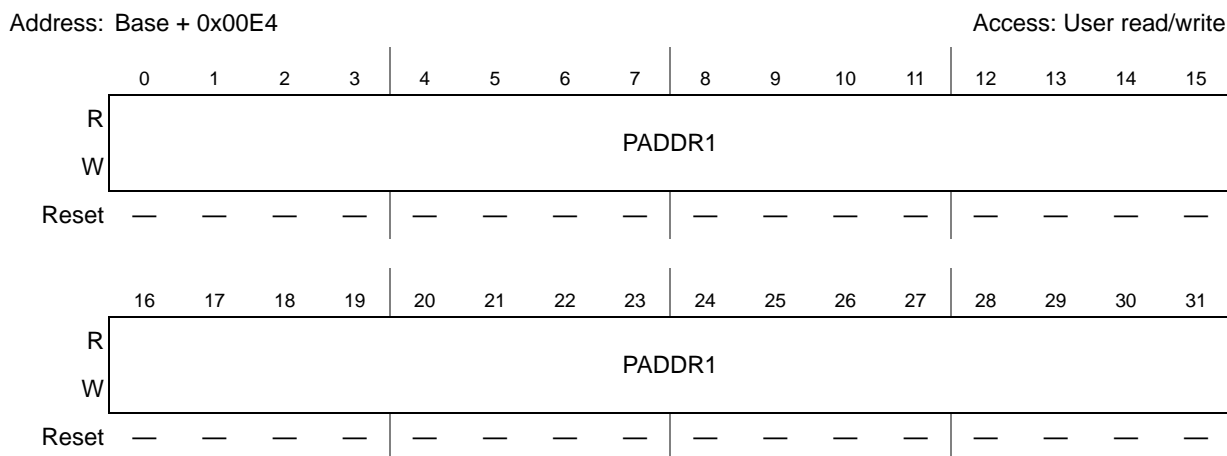 Address: Base + 0x00E4 Access: User read/write
0 1 2 3 4 5 6 7 8 9 10 11 12 13 14 15
R
PADDR1
W
Reset — — — — — — — — — — — — — — — —
16 17 18 19 20 21 22 23 24 25 26 27 28 29 30 31
R
PADDR1
W
Reset — — — — — — — — — — — — — — — —